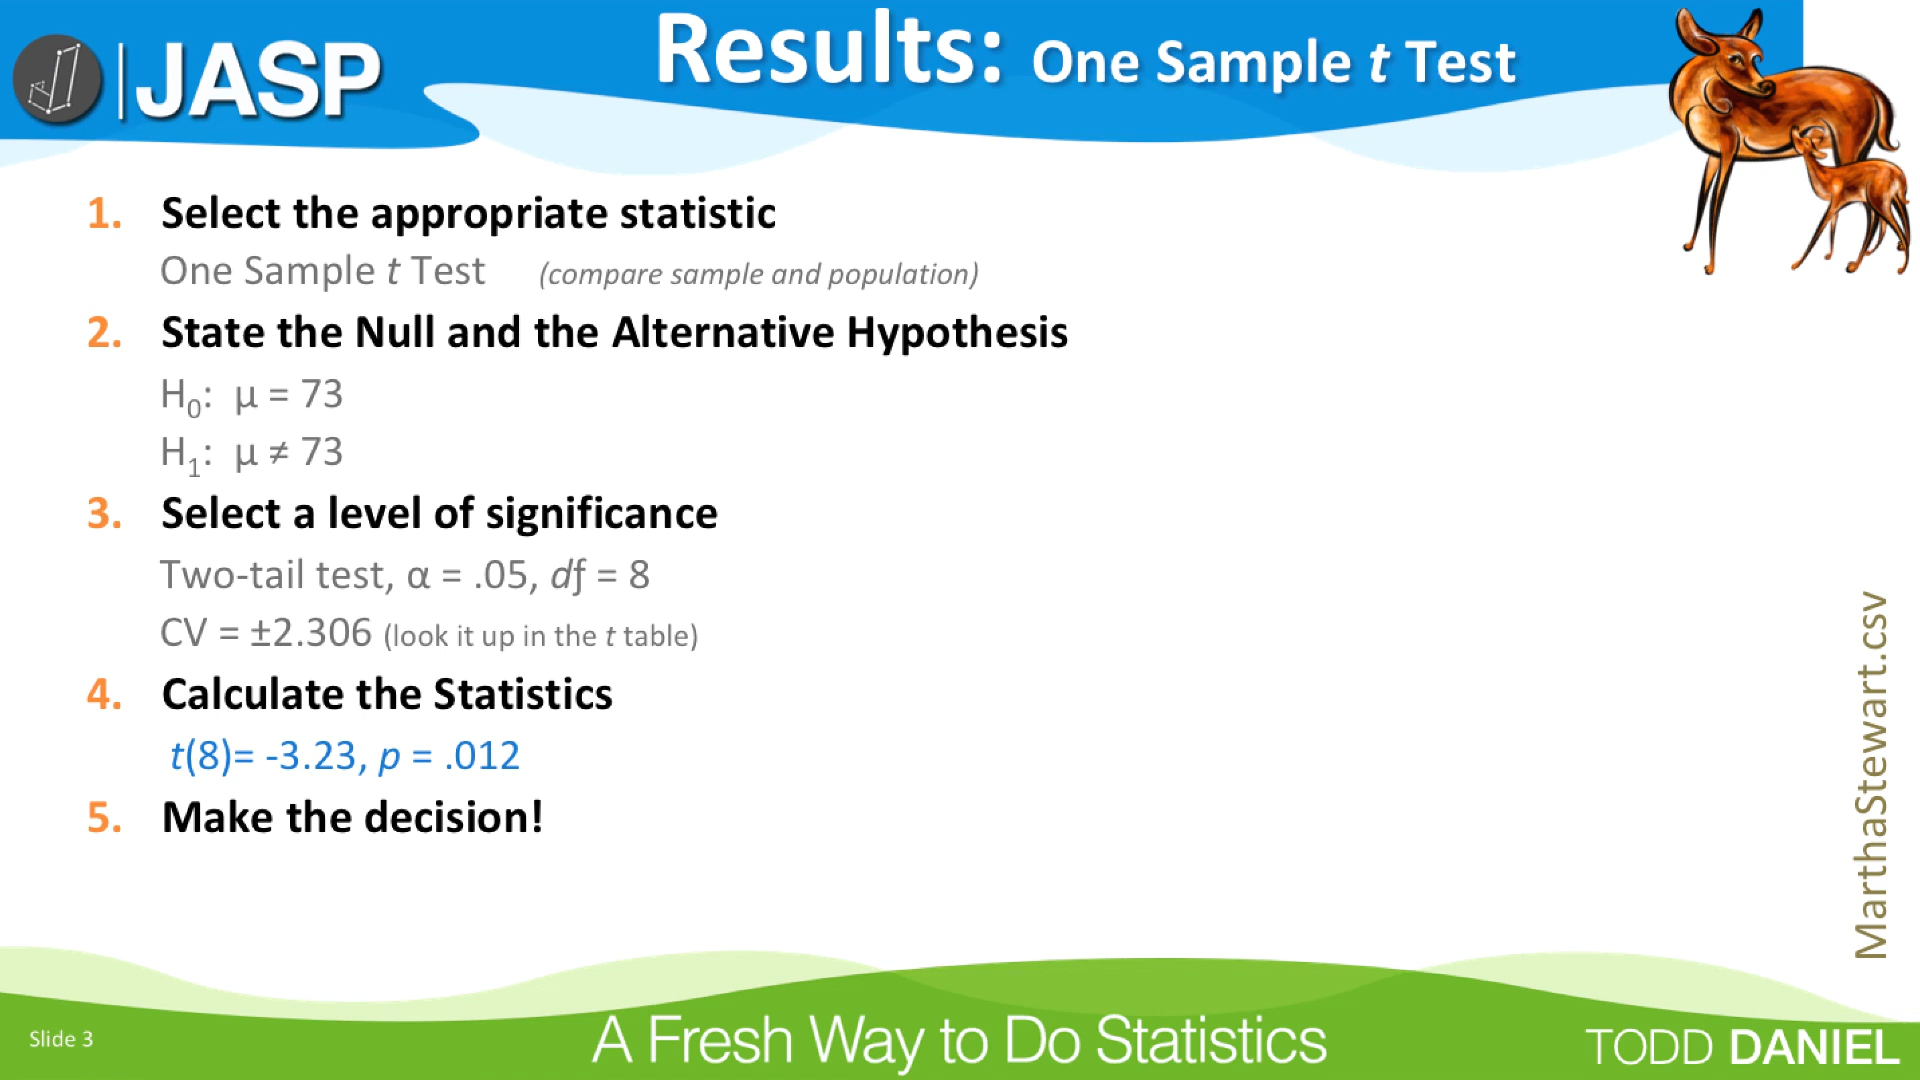 JASP
Results: One Sample t Test
1. Select the appropriate statistic
One Sample t Test (compare sample and population)
2. State the Null and the Alternative Hypothesis
H0: μ = 73
H1: μ ≠ 73
3. Select a level of significance
Two-tail test, α = .05, df = 8
CV = ±2.306 (look it up in the t table)
4. Calculate the Statistics
t(8)= -3.23, p = .012
5. Make the decision!
MarthaStewart.csv
Slide 3
A Fresh Way to Do Statistics
TODD DANIEL